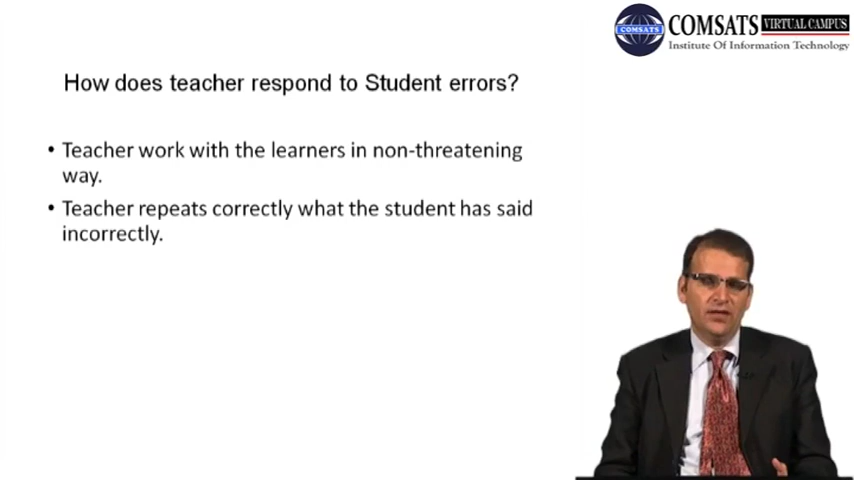 COMSATS VIRTUAL CAMPUS
COMSATS
Institute Of Information Technology
How does teacher respond to Student errors?
• Teacher work with the learners in non-threatening
way.
• Teacher repeats correctly what the student has said
incorrectly.